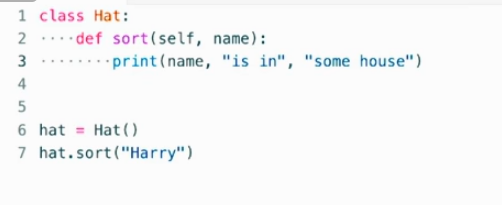 1 class Hat:
2 ····def sort(self, name):
3 ········print(name, "is in", "some house")
4
5
6 hat = Hat()
7 hat.sort("Harry")